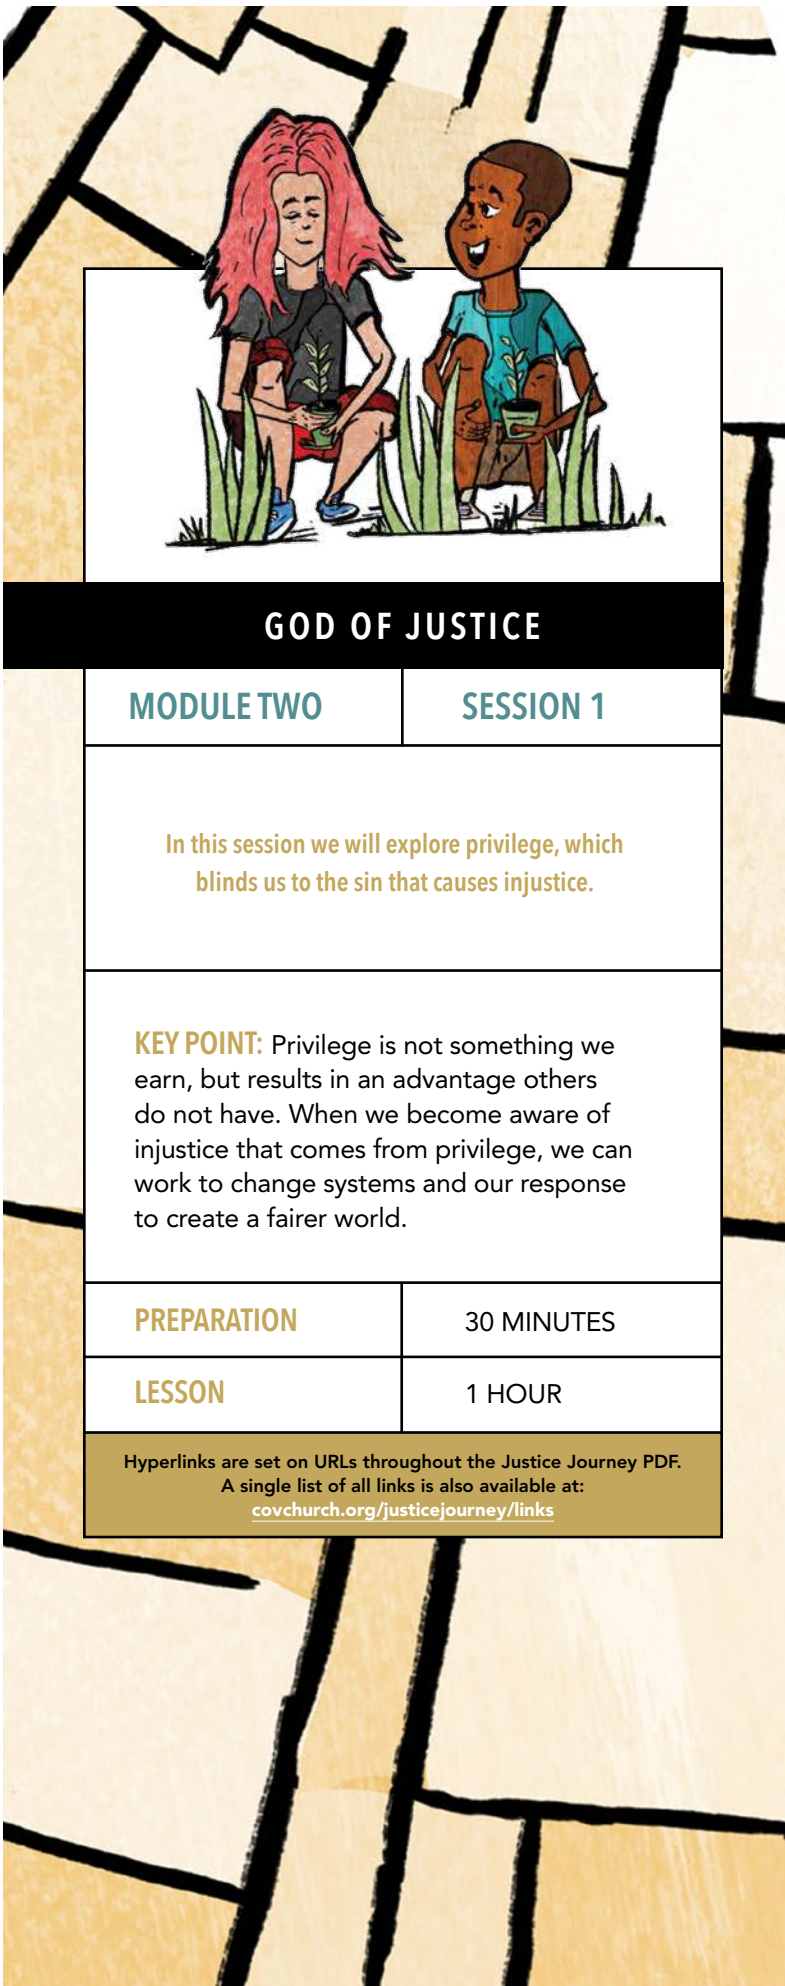 GOD OF JUSTICE
MODULE TWO
SESSION 1
In this session we will explore privilege, which
blinds us to the sin that causes injustice.
KEY POINT: Privilege is not something we
earn, but results in an advantage others
do not have. When we become aware of
injustice that comes from privilege, we can
work to change systems and our response
to create a fairer world.
PREPARATION
30 MINUTES
LESSON
1 HOUR
Hyperlinks are set on URLs throughout the Justice Journey PDF.
A single list of all links is also available at:
covchurch.org/justicejourney/links